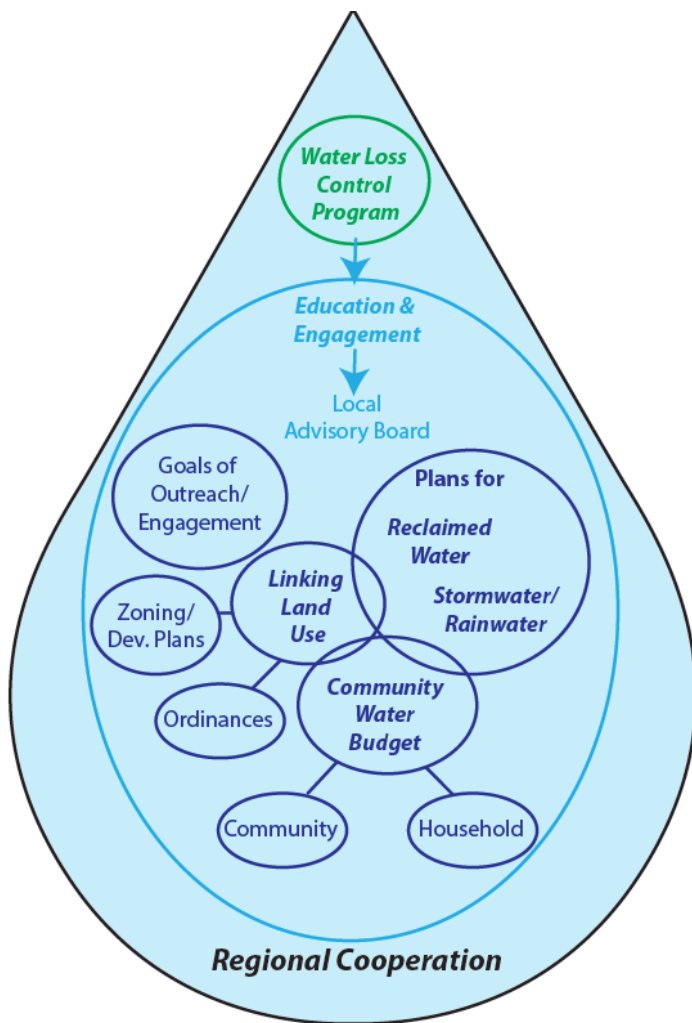 Water Loss
Control
Program
Education &
Engagement
Local
Advisory Board
Goals of
Outreach/
Engagement
Plans for
Reclaimed
Water
Stormwater/
Rainwater
Linking
Land
Use
Zoning/
Dev. Plans
Ordinances
Community
Water
Budget
Community
Household
Regional Cooperation